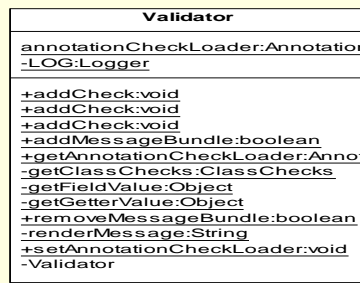 Validator
annotationCheckLoader:Annotation
-LOG:Logger
+addCheck:void
+addCheck:void
+addCheck:void
+addMessageBundle:boolean
+getAnnotationCheckLoader:Annot
-getClassChecks:ClassChecks
-getFieldValue:Object
-getGetterValue:Object
+removeMessageBundle:boolean
-renderMessage:String
+setAnnotationCheckLoader:void
-Validator